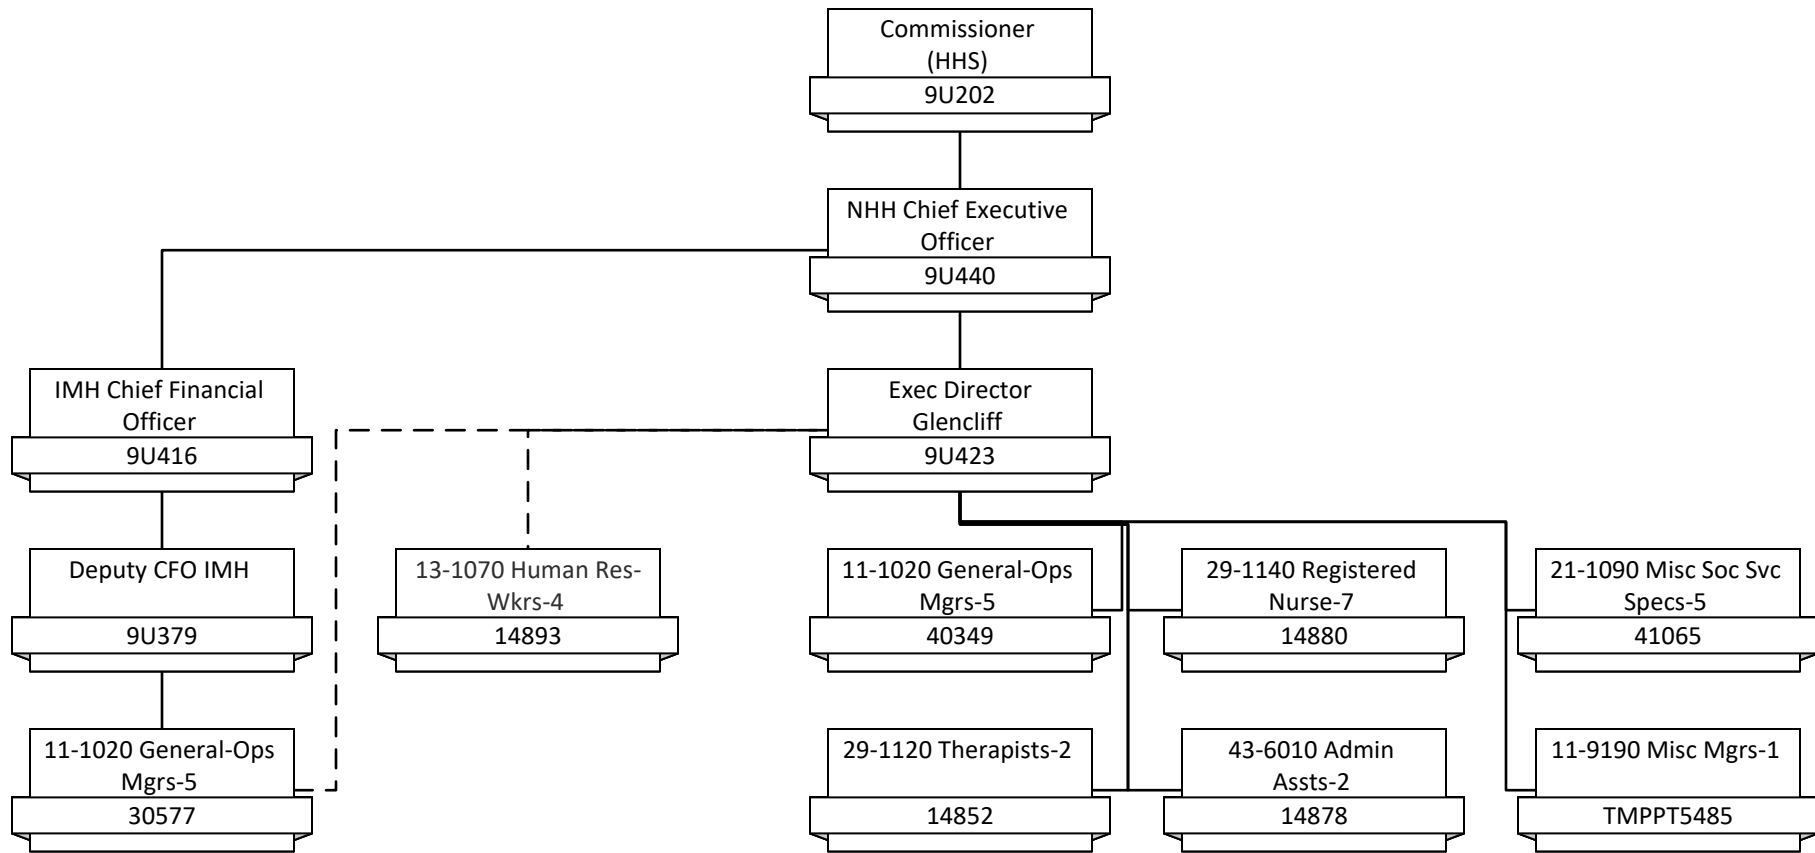 Commissioner
(HHS)
9U202
NHH Chief Executive
Officer
9U440
IMH Chief Financial
Officer
9U416
Exec Director
Glencliff
9U423
Deputy CFO IMH
9U379
13-1070 Human Res-
Wkrs-4
14893
11-1020 General-Ops
Mgrs-5
40349
29-1140 Registered
Nurse-7
14880
21-1090 Misc Soc Svc
Specs-5
41065
11-1020 General-Ops
Mgrs-5
30577
29-1120 Therapists-2
14852
43-6010 Admin
Assts-2
14878
11-9190 Misc Mgrs-1
TMPPT5485